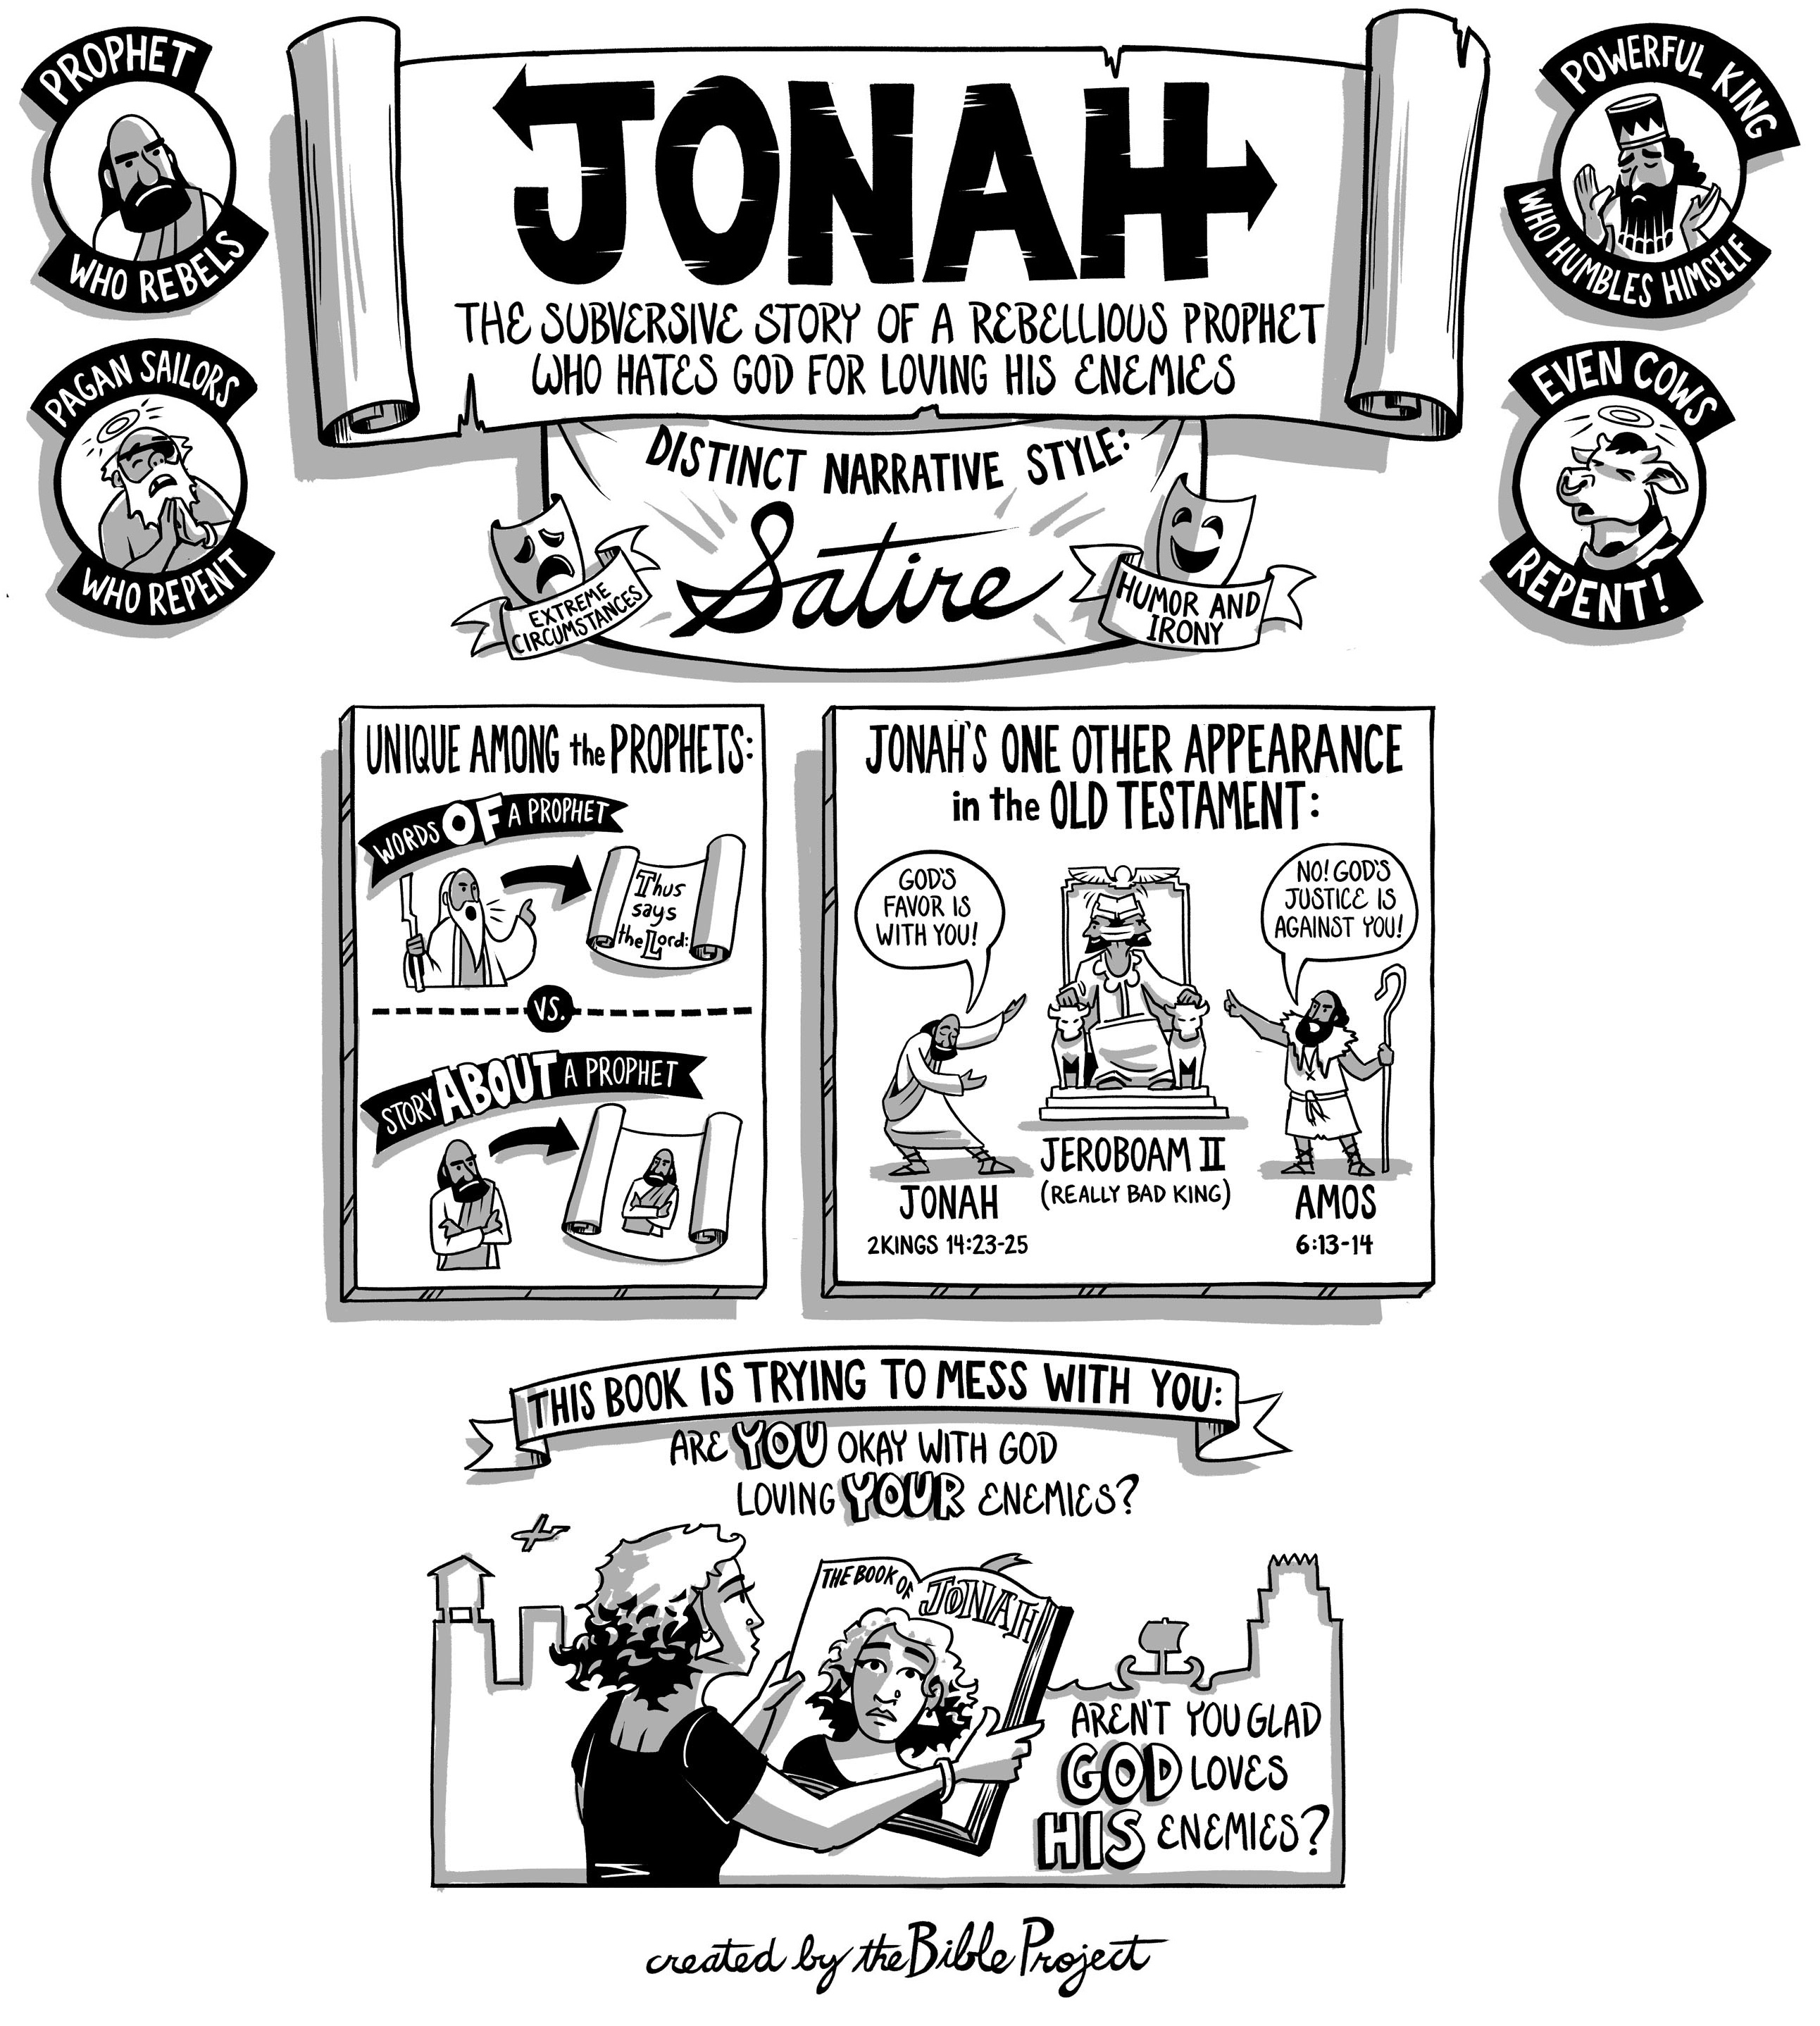 PROPHET
WHO REBELS
PAGAN SAILORS
WHO REPENT
JONAH
THE SUBVERSIVE STORY OF A REBELLIOUS PROPHET
WHO HATES GOD FOR LOVING HIS ENEMIES
POWERFUL KING
WHO HUMBLES HIMSELF
EVEN COWS
REPENT!
DISTINCT NARRATIVE STYLE:
Satire
EXTREME
CIRCUMSTANCES
HUMOR AND
IRONY
UNIQUE AMONG the PROPHETS:
WORDS OF A PROPHET
Thus
says
the Lord:
VS.
STORY ABOUT A PROPHET
JONAH'S ONE OTHER APPEARANCE
in the OLD TESTAMENT:
GOD'S
FAVOR IS
WITH YOU!
NO! GOD'S
JUSTICE IS
AGAINST YOU!
JONAH
2KINGS 14:23-25
JEROBOAM II
(REALLY BAD KING)
AMOS
6:13-14
THIS BOOK IS TRYING TO MESS WITH YOU:
ARE YOU OKAY WITH GOD
LOVING YOUR ENEMIES?
THE BOOK OF
JONAH
AREN'T YOU GLAD
GOD LOVES
HIS ENEMIES?
created by the Bible Project